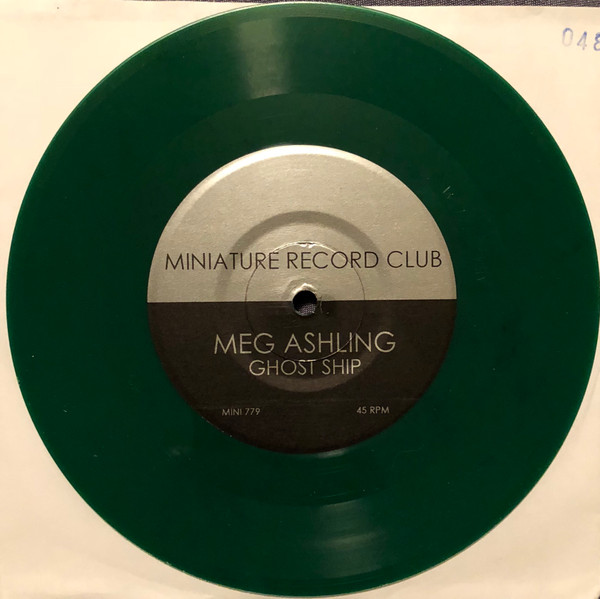 048
MINIATURE RECORD CLUB
MEG ASHLING
GHOST SHIP
MINI 779
45 RPM